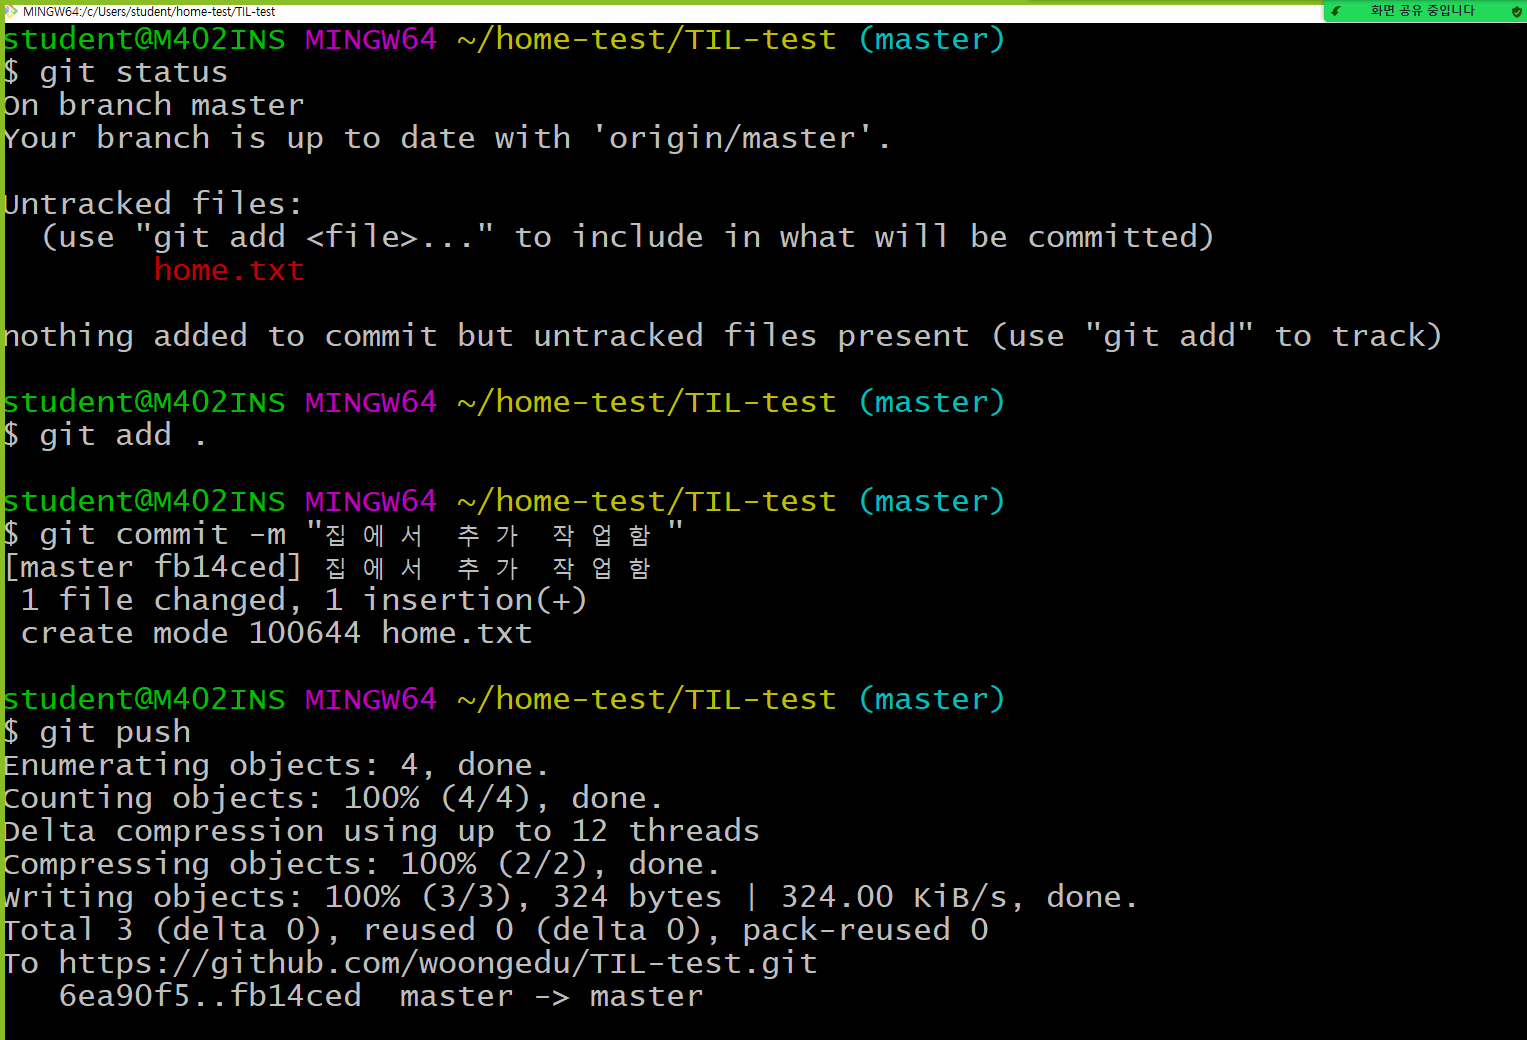 MINGW64:/c/Users/student/home-test/TIL-test
화면 공유 중입니다
student@M402INS MINGW64 ~/home-test/TIL-test (master)
$ git status
On branch master
Your branch is up to date with 'origin/master'.
Untracked files:
(use "git add <file>..." to include in what will be committed)
home.txt
nothing added to commit but untracked files present (use "git add" to track)
student@M402INS MINGW64 ~/home-test/TIL-test (master)
$ git add .
student@M402INS MINGW64 ~/home-test/TIL-test (master)
$ git commit -m "집에서 추가 작업함"
[master fb14ced] 집에서 추가 작업함
1 file changed, 1 insertion(+)
create mode 100644 home.txt
student@M402INS MINGW64 ~/home-test/TIL-test (master)
$ git push
Enumerating objects: 4, done.
Counting objects: 100% (4/4), done.
Delta compression using up to 12 threads
Compressing objects: 100% (2/2), done.
Writing objects: 100% (3/3), 324 bytes | 324.00 KiB/s, done.
Total 3 (delta 0), reused 0 (delta 0), pack-reused 0
To https://github.com/woongedu/TIL-test.git
6ea90f5..fb14ced  master -> master